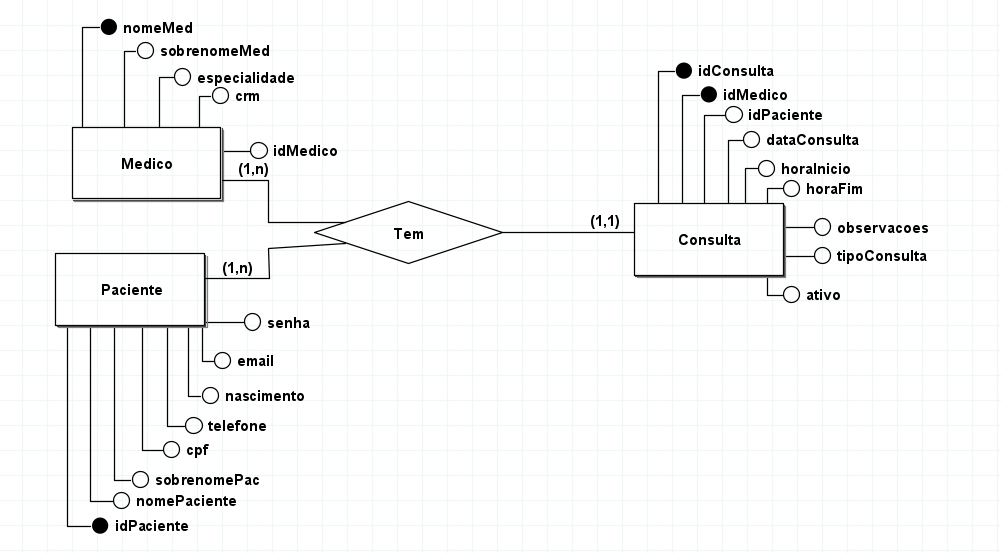 nomeMed
sobrenomeMed
especialidade
crm
Medico
idMedico
(1,n)
Tem
(1,1)
idConsulta
idMedico
idPaciente
dataConsulta
horaInicio
horaFim
Consulta
observacoes
tipoConsulta
ativo
(1,n)
Paciente
senha
email
nascimento
telefone
cpf
sobrenomePac
nomePaciente
idPaciente